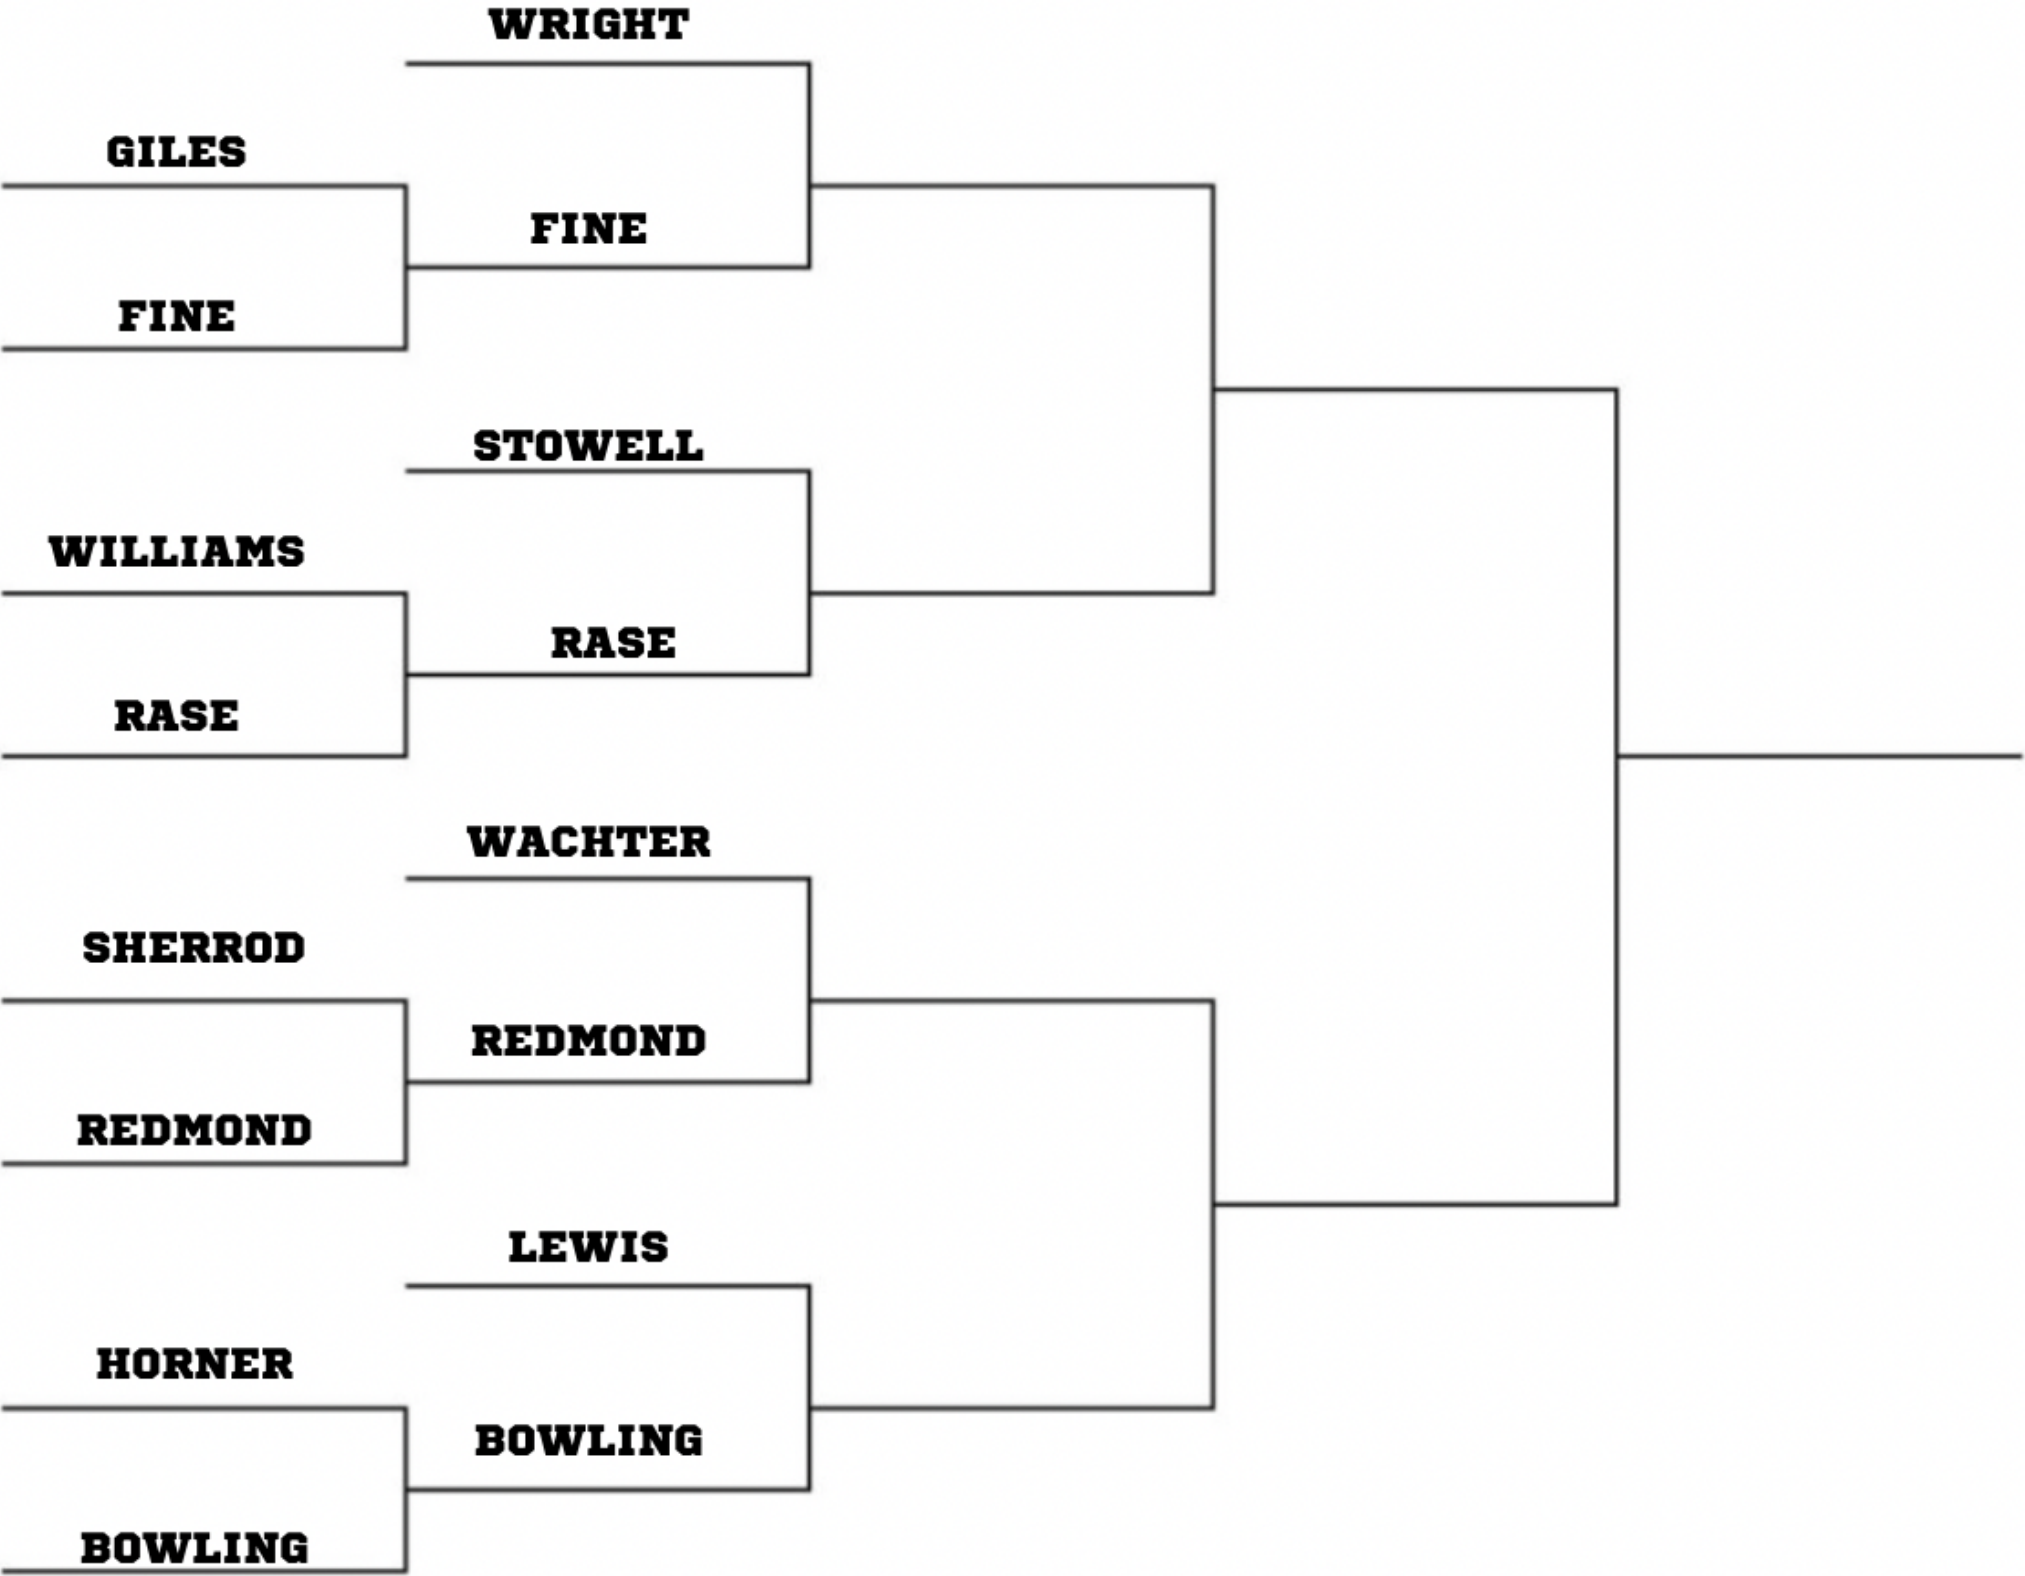 WRIGHT
GILES
FINE
FINE
STOWELL
WILLIAMS
RASE
RASE
WACHTER
SHERROD
REDMOND
REDMOND
LEWIS
HORNER
BOWLING
BOWLING